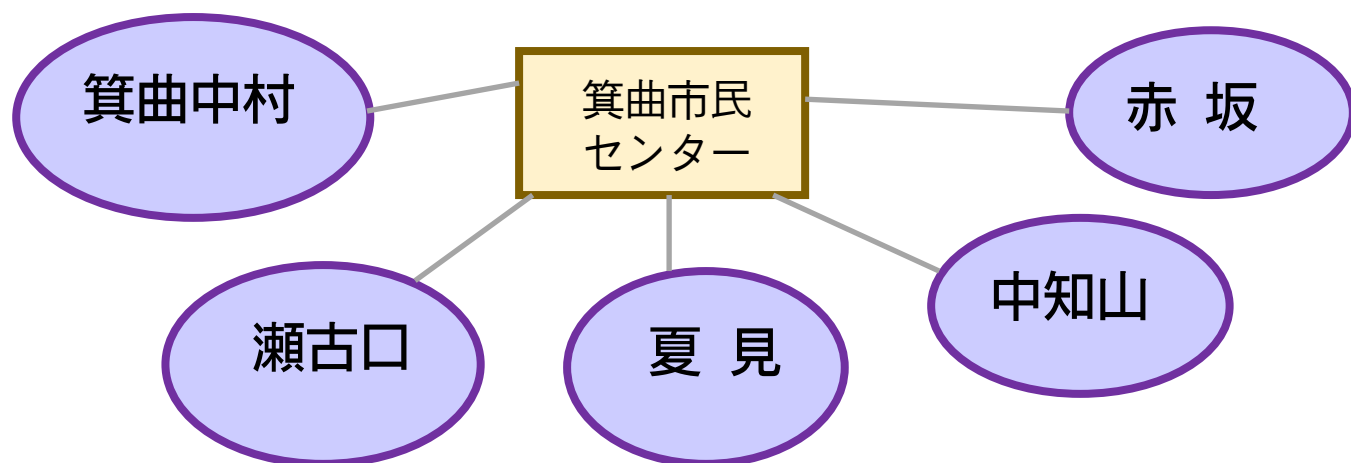 箕曲中村
箕曲市民
センター
赤 坂
中知山
瀬古口
夏 見